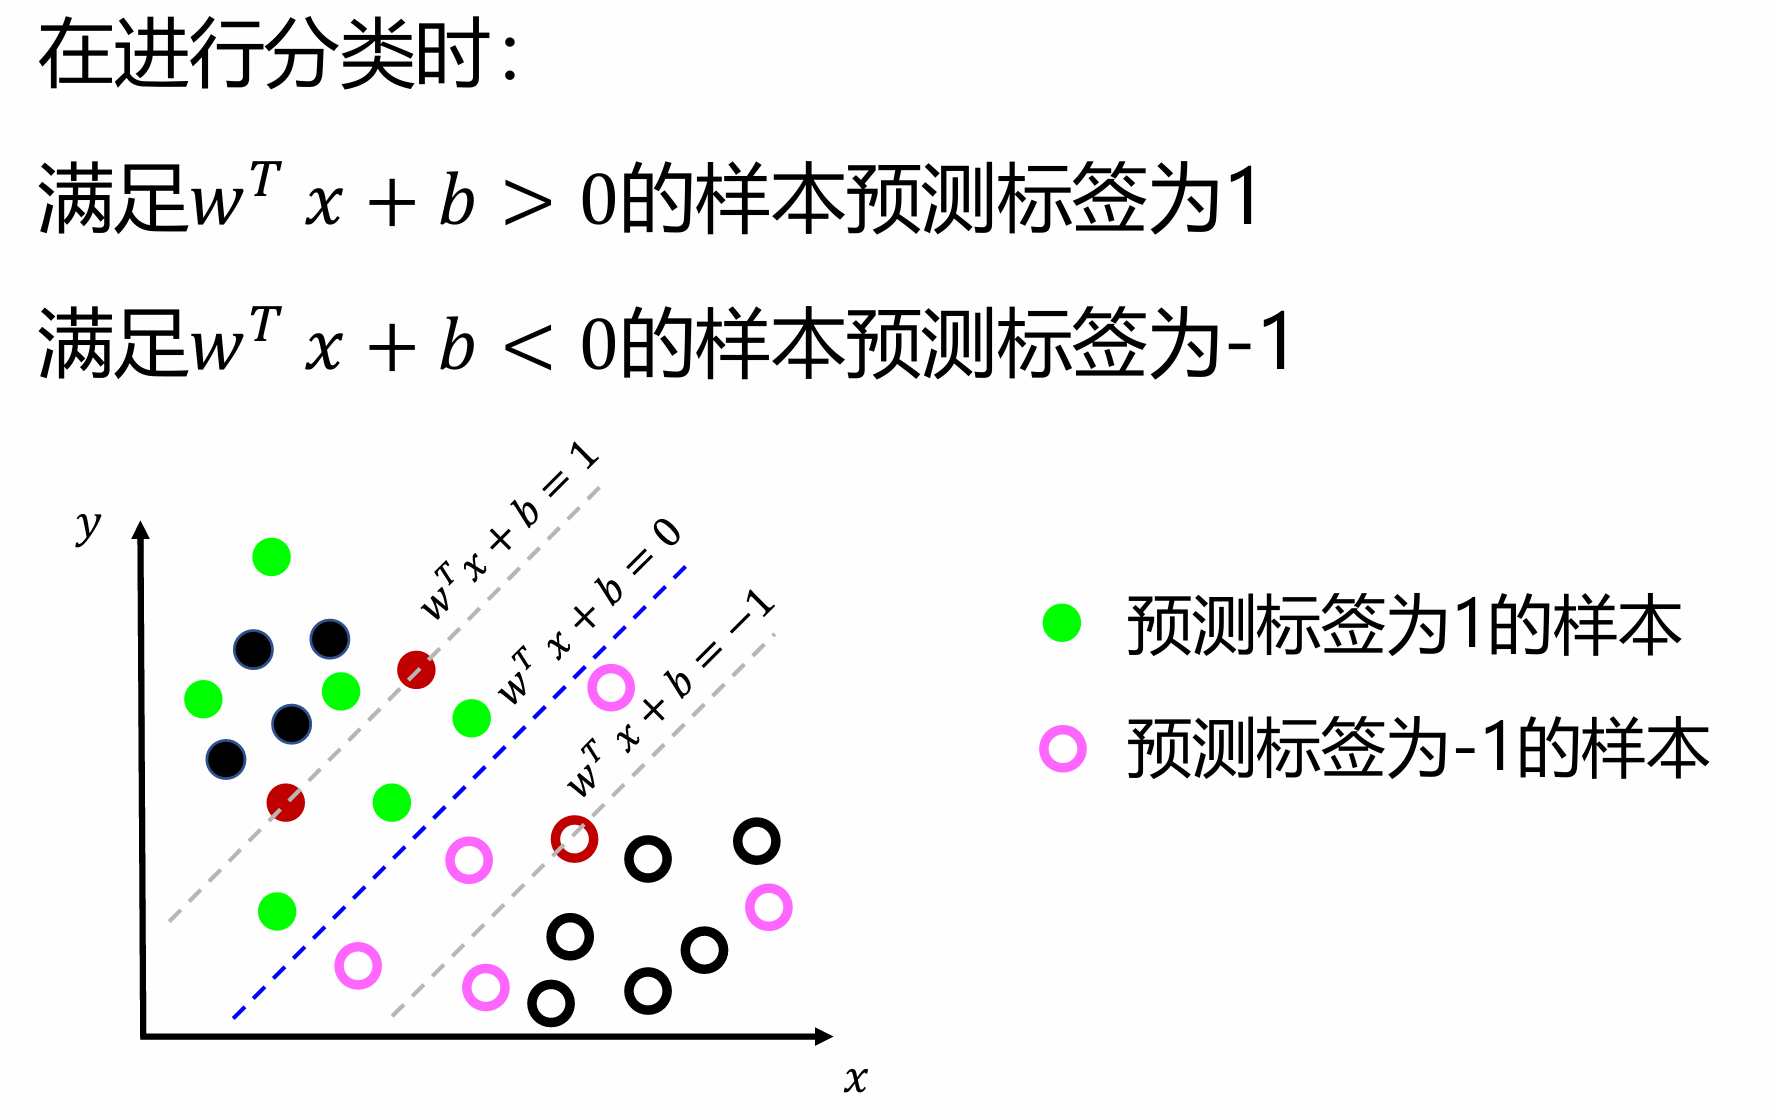 在进行分类时：
满足$w^T x + b > 0$的样本预测标签为1
满足$w^T x + b < 0$的样本预测标签为-1
$w^T x + b = 1$
y
$w^T x + b = 0$
$w^T x + b = -1$
预测标签为1的样本
预测标签为-1的样本
x